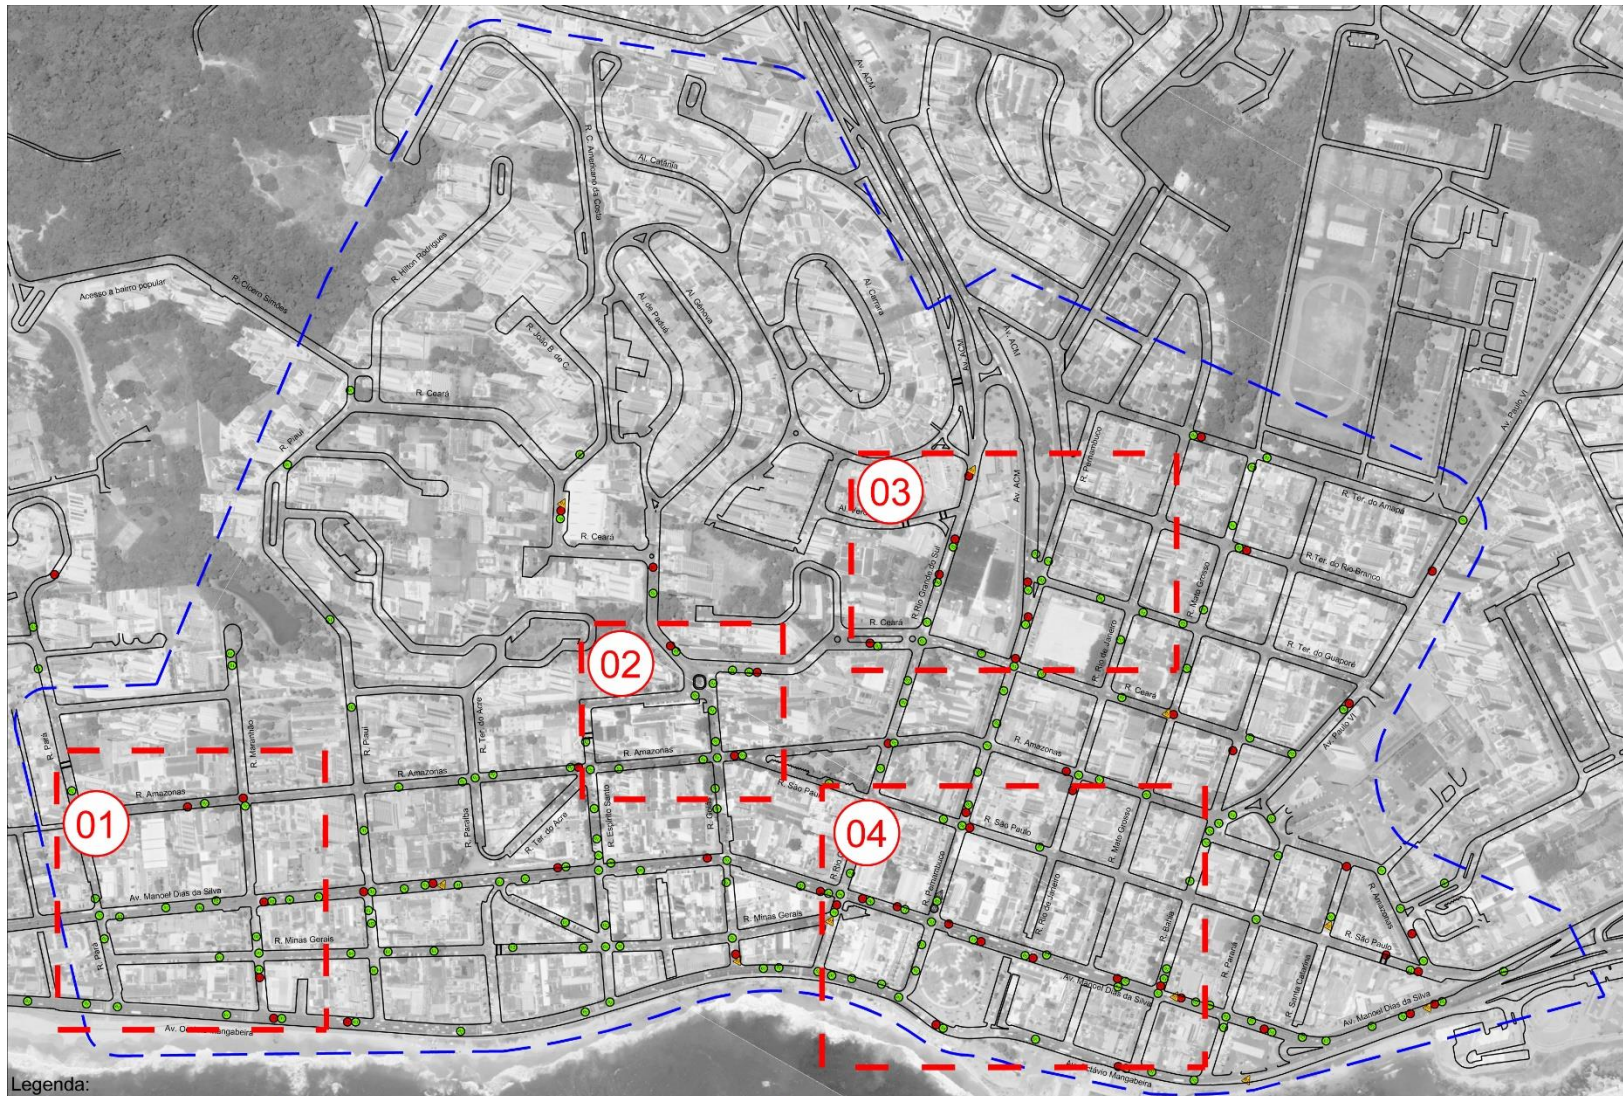 Av. ACM
R. C. Americano da Costa
Al. Catânia
R. Hilton Rodrigues
R. Cícero Simões
Acesso a bairro popular
Al. de Pádua
Al. Gênova
Al. Carrara
R. João B. de C.
Av. ACM
Av. ACM
R. Ceará
R. Piauí
Av. Paulo VI
R. Pernambuco
03
Av. ACM
R. Ter. do Amapá
R. Ceará
R.Ter. do Rio Branco
R.Rio Grande do Sul
R. Mato Grosso
R. Ceará
R. Rio de Janeiro
R. Ter. do Guaporé
02
R. Ceará
R. Pará
R. Maranhão
R. Piauí
R. Ter. do Acre
R. Amazonas
R. Amazonas
Av. Paulo VI
R. Amazonas
R. Amazonas
R. São Paulo
01
R. Paraíba
R. Ter. do Acre
R. Espírito Santo
R. Goiás
04
R. São Paulo
R. Mato Grosso
Av. Manoel Dias da Silva
R. Pernambuco
R. Rio de Janeiro
R. Minas Gerais
R. Minas Gerais
R. Bahia
R. Paraná
R. Amazonas
R. São Paulo
R. Pará
Santa Catarina
Av. Manoel Dias da Silva
Av. Manoel Dias da Silva
Mangabeira
Octávio Mangabeira
Legenda: